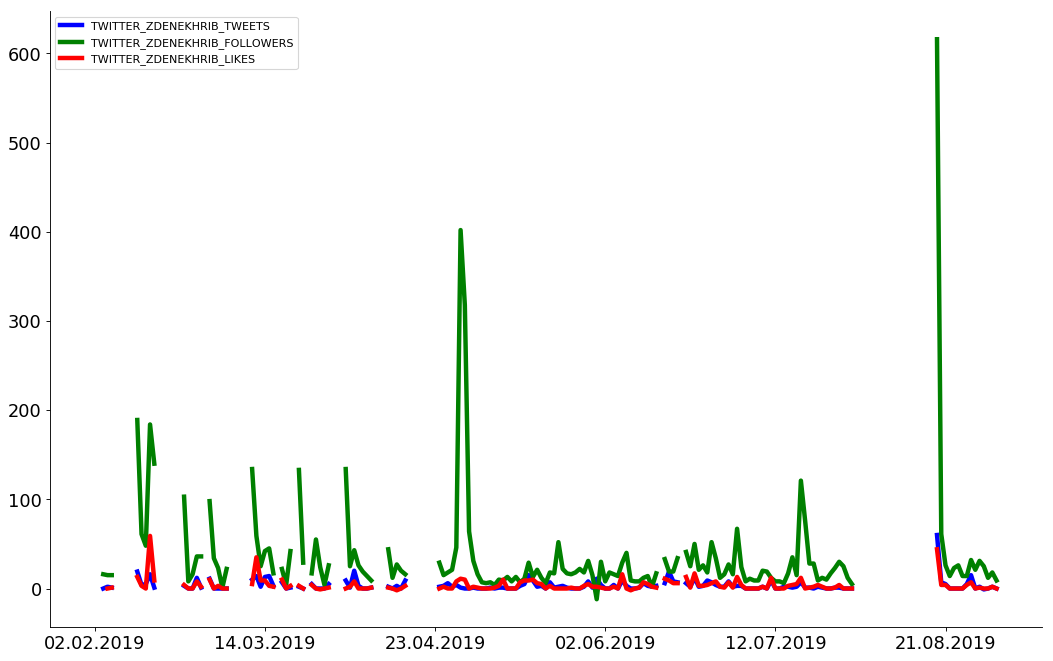 TWITTER_ZDENEKHRIB_TWEETS
TWITTER_ZDENEKHRIB_FOLLOWERS
TWITTER_ZDENEKHRIB_LIKES
600
500
400
300
200
100
0
02.02.2019 14.03.2019 23.04.2019 02.06.2019 12.07.2019 21.08.2019